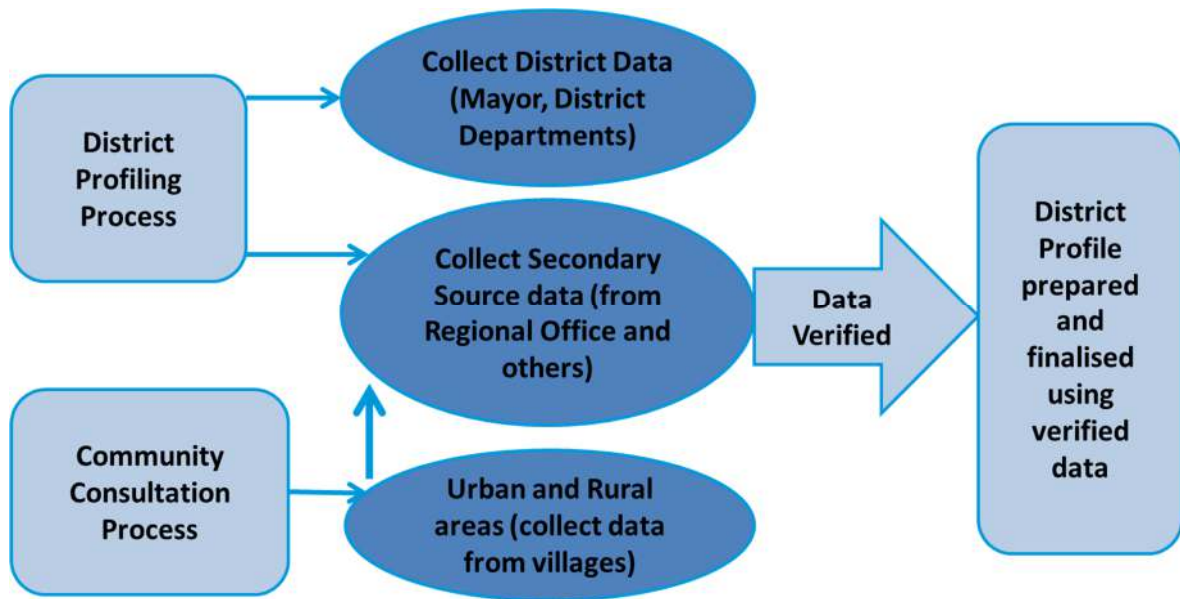 District
Profiling
Process
Collect District Data
(Mayor, District
Departments)
Collect Secondary
Source data (from
Regional Office and
others)
Community
Consultation
Process
Urban and Rural
areas (collect data
from villages)
Data
Verified
District
Profile
prepared
and
finalised
using
verified
data